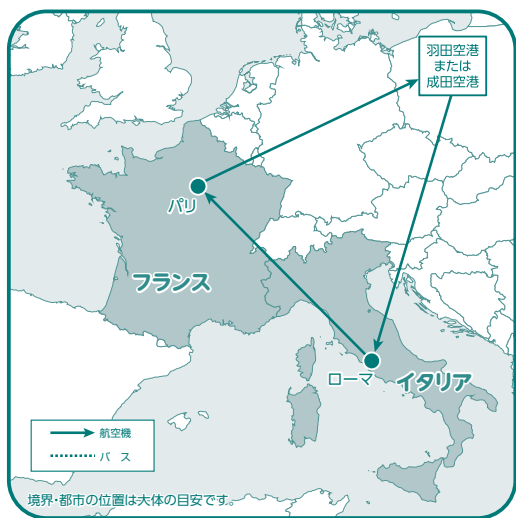 羽田空港
または
成田空港
パリ
フランス
ローマ
イタリア
航空機
バス
境界・都市の位置は大体の目安です。